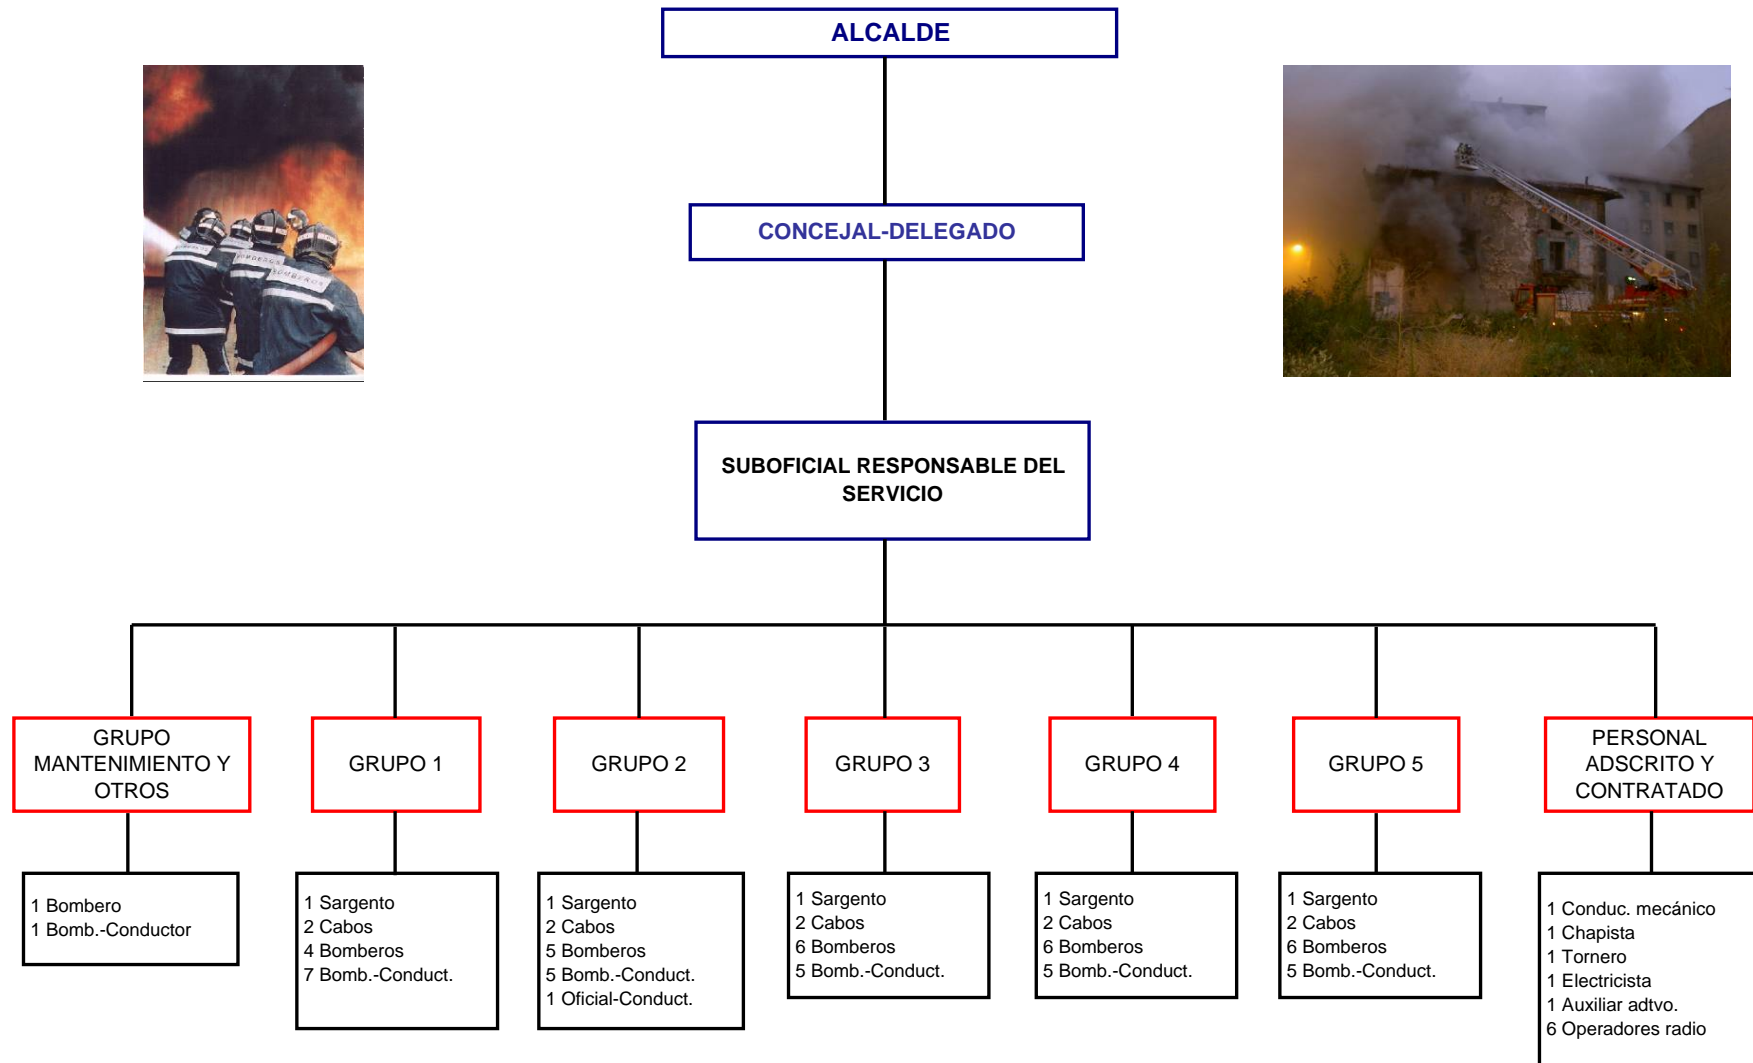 ALCALDE
CONCEJAL-DELEGADO
BOMBEROS
BOMBEROS
SUBOFICIAL RESPONSABLE DEL
SERVICIO
GRUPO
MANTENIMIENTO Y
OTROS
GRUPO 1
GRUPO 2
GRUPO 3
GRUPO 4
GRUPO 5
PERSONAL
ADSCRITO Y
CONTRATADO
1 Bombero
1 Bomb.-Conductor
1 Sargento
2 Cabos
4 Bomberos
7 Bomb.-Conduct.
1 Sargento
2 Cabos
5 Bomberos
5 Bomb.-Conduct.
1 Oficial-Conduct.
1 Sargento
2 Cabos
6 Bomberos
5 Bomb.-Conduct.
1 Sargento
2 Cabos
6 Bomberos
5 Bomb.-Conduct.
1 Sargento
2 Cabos
6 Bomberos
5 Bomb.-Conduct.
1 Conduc. mecánico
1 Chapista
1 Tornero
1 Electricista
1 Auxiliar adtvo.
6 Operadores radio